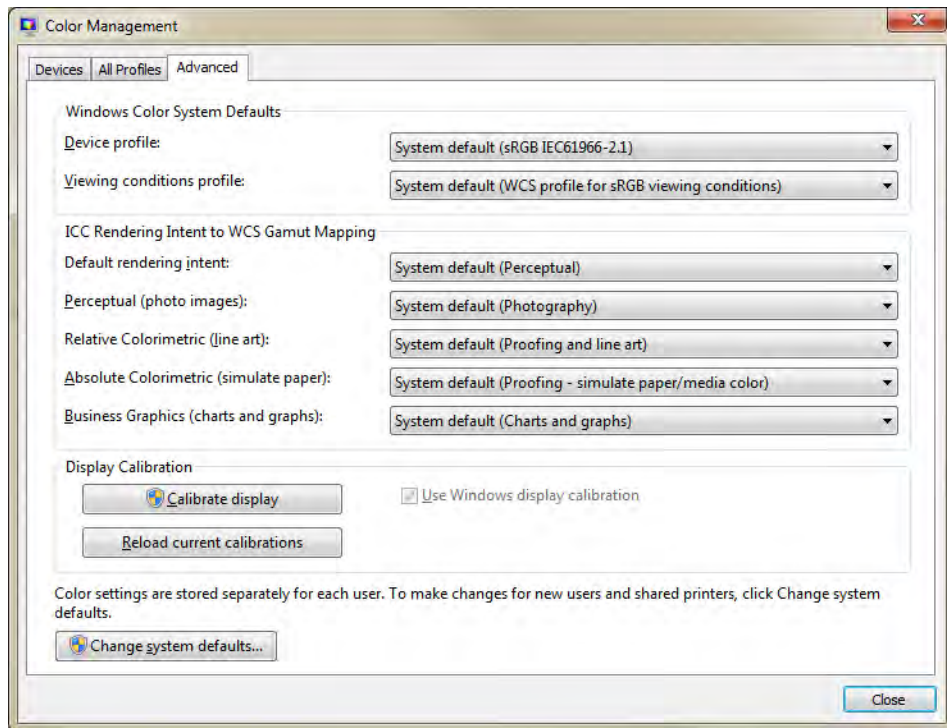 Color Management
Devices
All Profiles
Advanced
Windows Color System Defaults
Device profile:
System default (sRGB IEC61966-2.1)
Viewing conditions profile:
System default (WCS profile for sRGB viewing conditions)
ICC Rendering Intent to WCS Gamut Mapping
Default rendering intent:
System default (Perceptual)
Perceptual (photo images):
System default (Photography)
Relative Colorimetric (line art):
System default (Proofing and line art)
Absolute Colorimetric (simulate paper):
System default (Proofing - simulate paper/media color)
Business Graphics (charts and graphs):
System default (Charts and graphs)
Display Calibration
Calibrate display
Use Windows display calibration
Reload current calibrations
Color settings are stored separately for each user. To make changes for new users and shared printers, click Change system
defaults.
Change system defaults...
Close